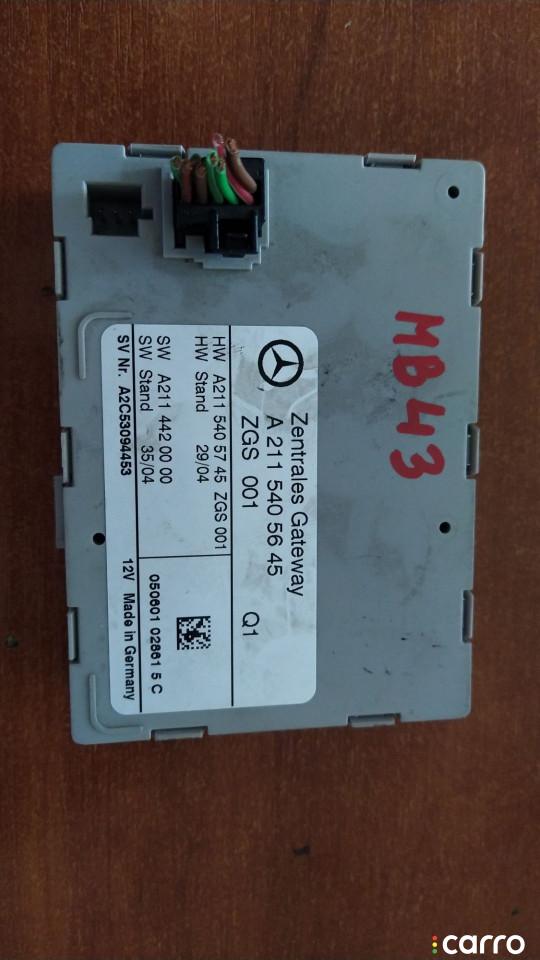 MB43
Zentrales Gateway
A 211 540 56 45
ZGS 001 Q1
HW A211 540 57 45 ZGS 001
HW Stand 29/04
SW A211 442 00 00
SW Stand 35/04
SV Nr. A2C53094453
050601 02861 5 C
12V Made in Germany
carro